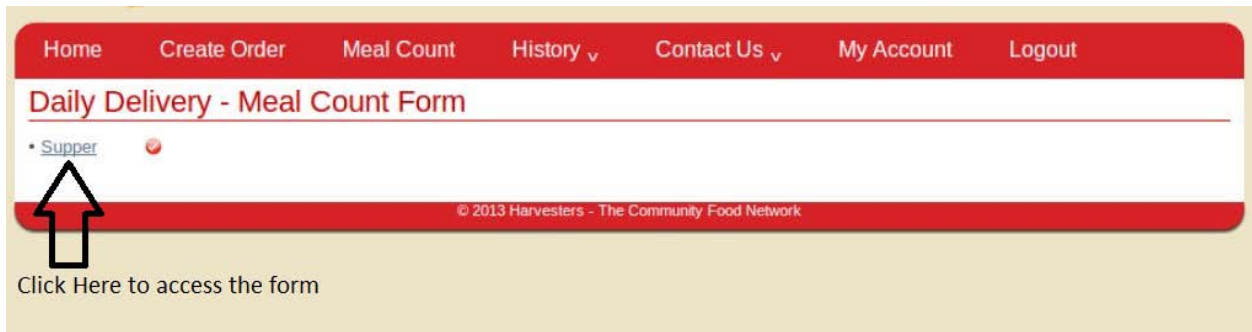 Home Create Order Meal Count History v Contact Us v My Account Logout
Daily Delivery - Meal Count Form
• Supper
© 2013 Harvesters - The Community Food Network
Click Here to access the form